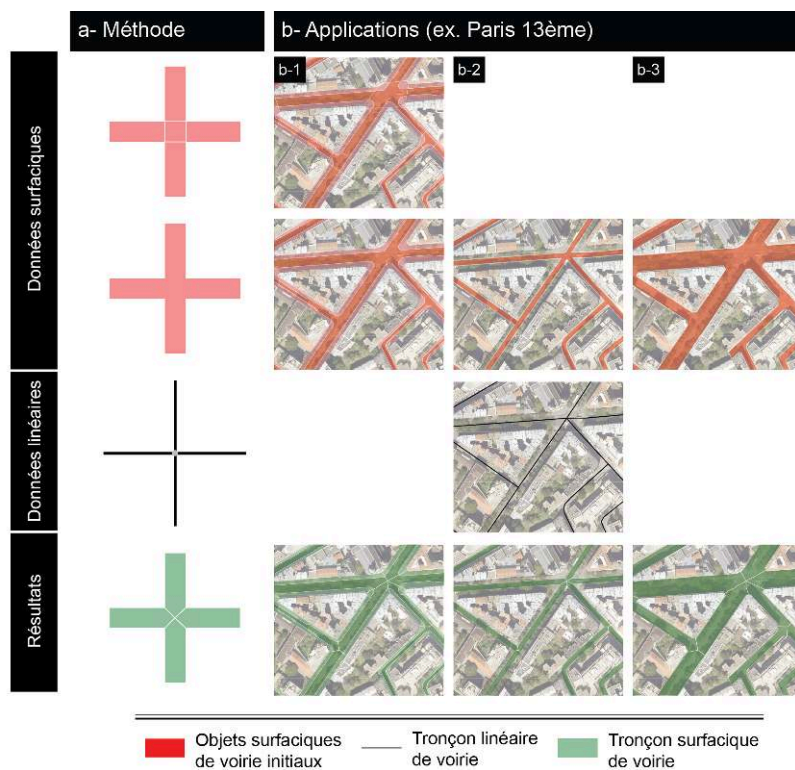 a- Méthode
b- Applications (ex. Paris 13ème)
b-1
b-2
b-3
Données surfaciques
Données linéaires
Résultats
Objets surfaciques
de voirie initiaux
Tronçon linéaire
de voirie
Tronçon surfacique
de voirie